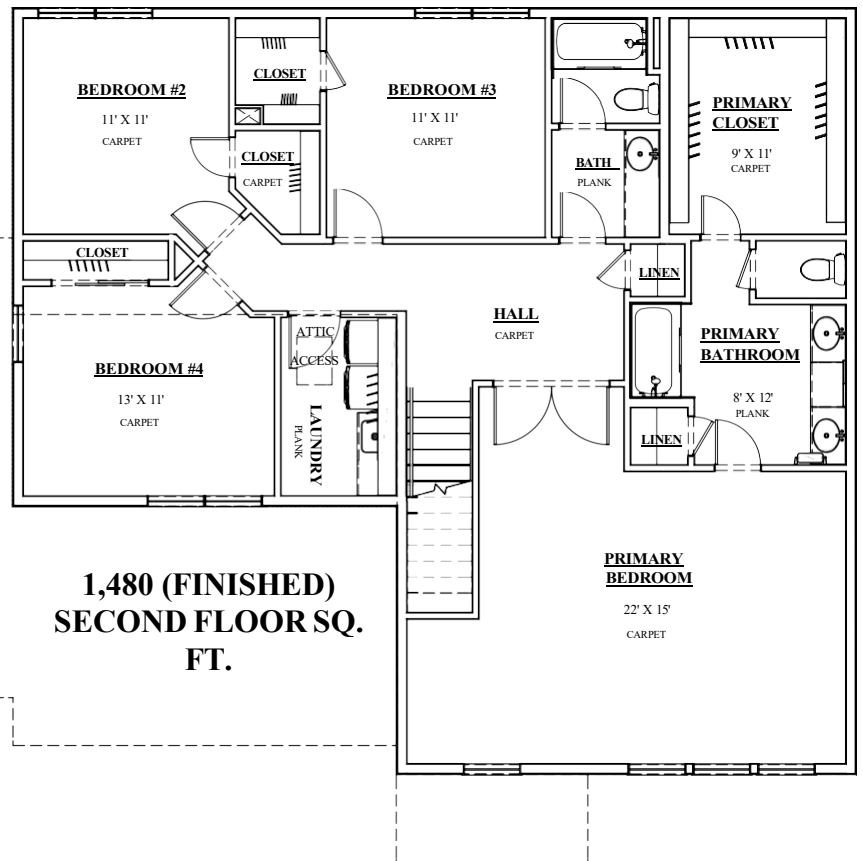 BEDROOM #2
11' X 11'
CARPET
CLOSET
CLOSET
CARPET
BEDROOM #3
11' X 11'
CARPET
BATH
PLANK
PRIMARY
CLOSET
9' X 11'
CARPET
CLOSET
BEDROOM #4
13' X 11'
CARPET
ATTIC
ACCESS
LAUNDRY
PLANK
HALL
CARPET
LINEN
PRIMARY
BATHROOM
8' X 12'
PLANK
LINEN
PRIMARY
BEDROOM
22' X 15'
CARPET
1,480 (FINISHED)
SECOND FLOOR SQ.
FT.